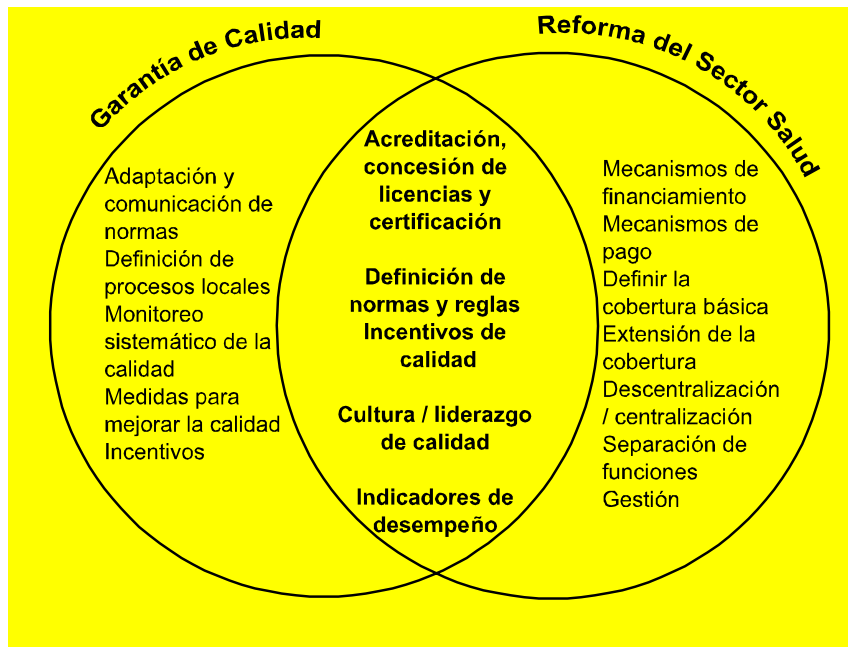 Garantía de Calidad
Reforma del Sector Salud
Adaptación y
comunicación de
normas
Definición de
procesos locales
Monitoreo
sistemático de la
calidad
Medidas para
mejorar la calidad
Incentivos
Acreditación,
concesión de
licencias y
certificación
Definición de
normas y reglas
Incentivos de
calidad
Cultura / liderazgo
de calidad
Indicadores de
desempeño
Mecanismos de
financiamiento
Mecanismos de
pago
Definir la
cobertura básica
Extensión de la
cobertura
Descentralización
/ centralización
Separación de
funciones
Gestión